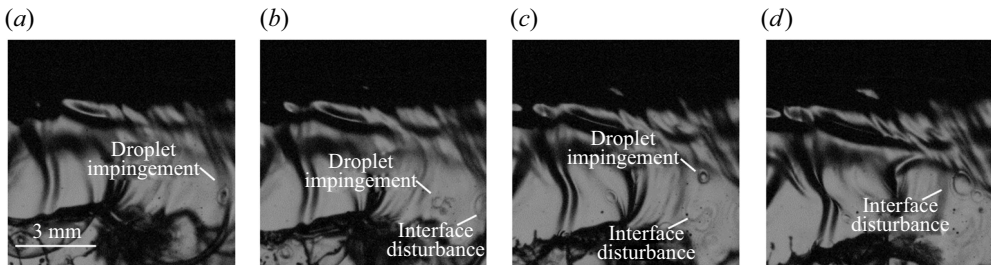 (a)
(b)
(c)
(d)
Droplet
impingement
3 mm
Droplet
impingement
Interface
disturbance
Droplet
impingement
Interface
disturbance
Interface
disturbance